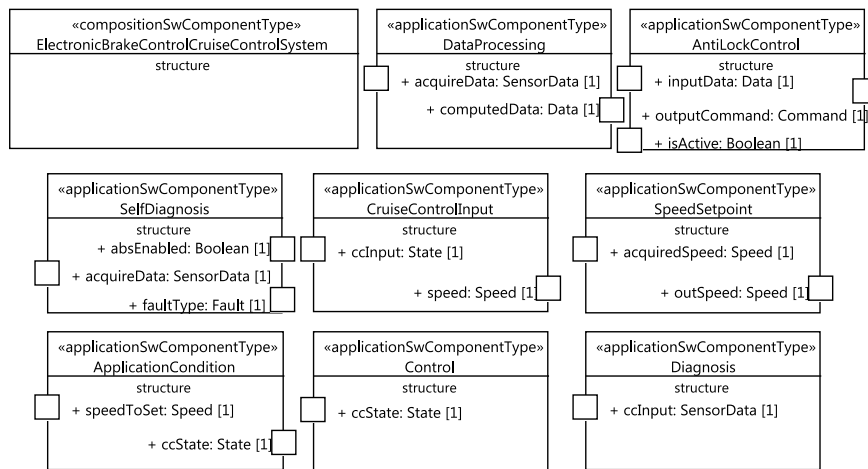 «compositionSwComponentType»
ElectronicBrakeControlCruiseControlSystem
structure
«applicationSwComponentType»
DataProcessing
structure
+ acquireData: SensorData [1]
+ computedData: Data [1]
«applicationSwComponentType»
AntiLockControl
structure
+ inputData: Data [1]
+ outputCommand: Command [1]
+ isActive: Boolean [1]
«applicationSwComponentType»
SelfDiagnosis
structure
+ absEnabled: Boolean [1]
+ acquireData: SensorData [1]
+ faultType: Fault [1]
«applicationSwComponentType»
CruiseControlInput
structure
+ ccInput: State [1]
+ speed: Speed [1]
«applicationSwComponentType»
SpeedSetpoint
structure
+ acquiredSpeed: Speed [1]
+ outSpeed: Speed [1]
«applicationSwComponentType»
ApplicationCondition
structure
+ speedToSet: Speed [1]
+ ccState: State [1]
«applicationSwComponentType»
Control
structure
+ ccState: State [1]
«applicationSwComponentType»
Diagnosis
structure
+ ccInput: SensorData [1]